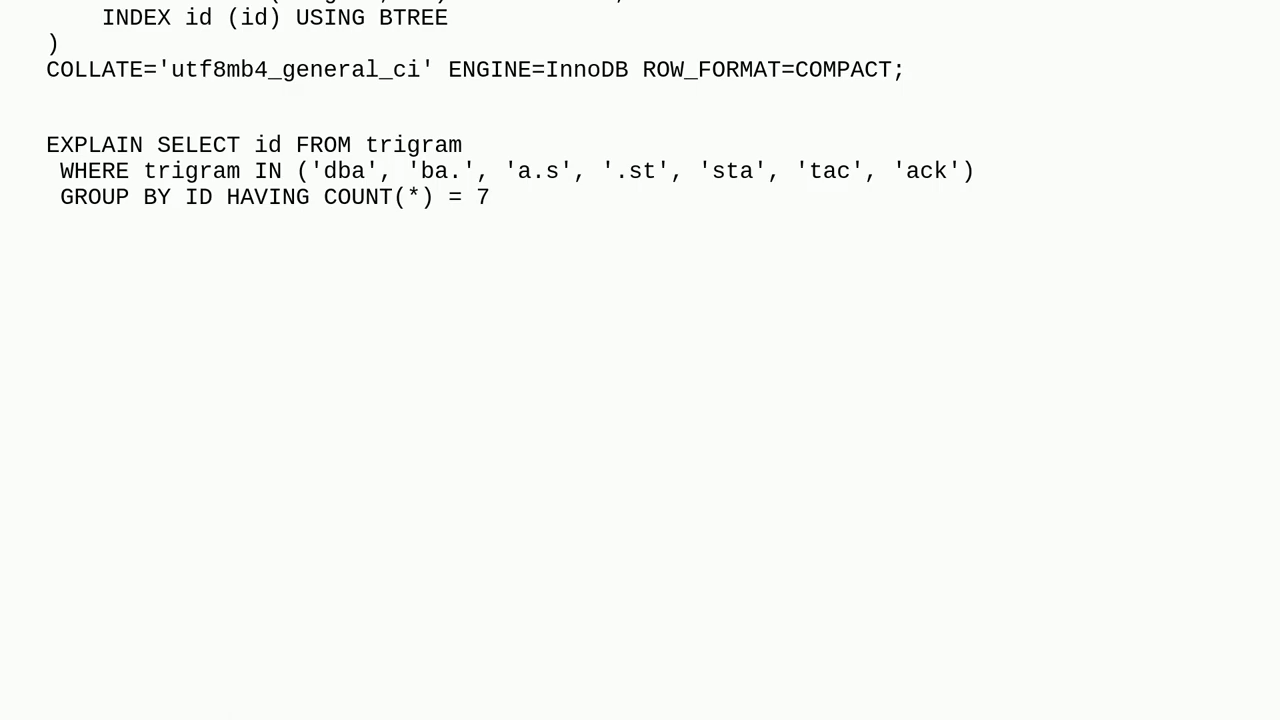 INDEX id (id) USING BTREE
)
COLLATE='utf8mb4_general_ci' ENGINE=InnoDB ROW_FORMAT=COMPACT;
EXPLAIN SELECT id FROM trigram
WHERE trigram IN ('dba', 'ba.', 'a.s', '.st', 'sta', 'tac', 'ack')
GROUP BY ID HAVING COUNT(*) = 7